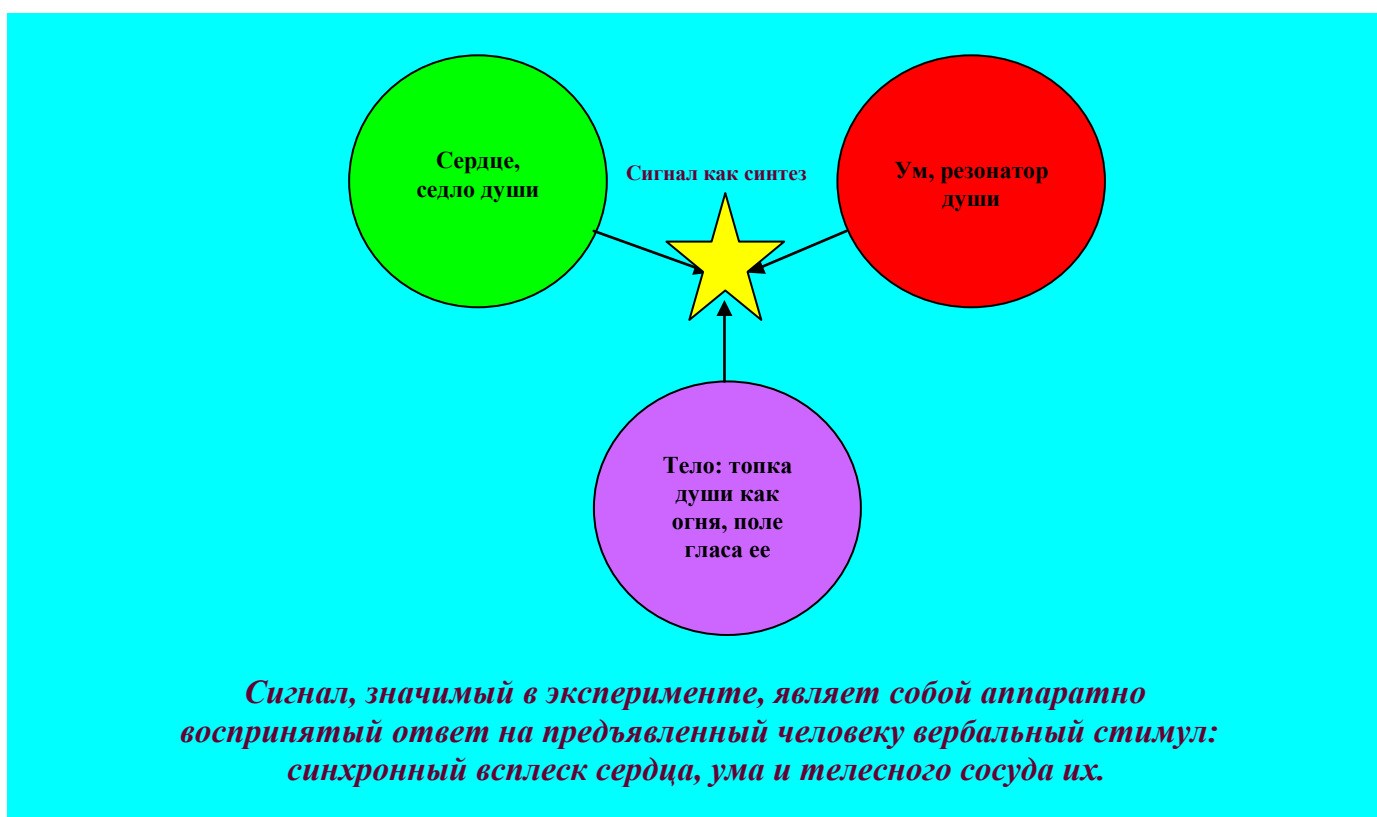 Сердце,
седло души
Сигнал как синтез
Ум, резонатор
души
Тело: топка
души как
огня, поле
гласа ее
Сигнал, значимый в эксперименте, являет собой аппаратно
воспринятый ответ на предъявленный человеку вербальный стимул:
синхронный всплеск сердца, ума и телесного сосуда их.